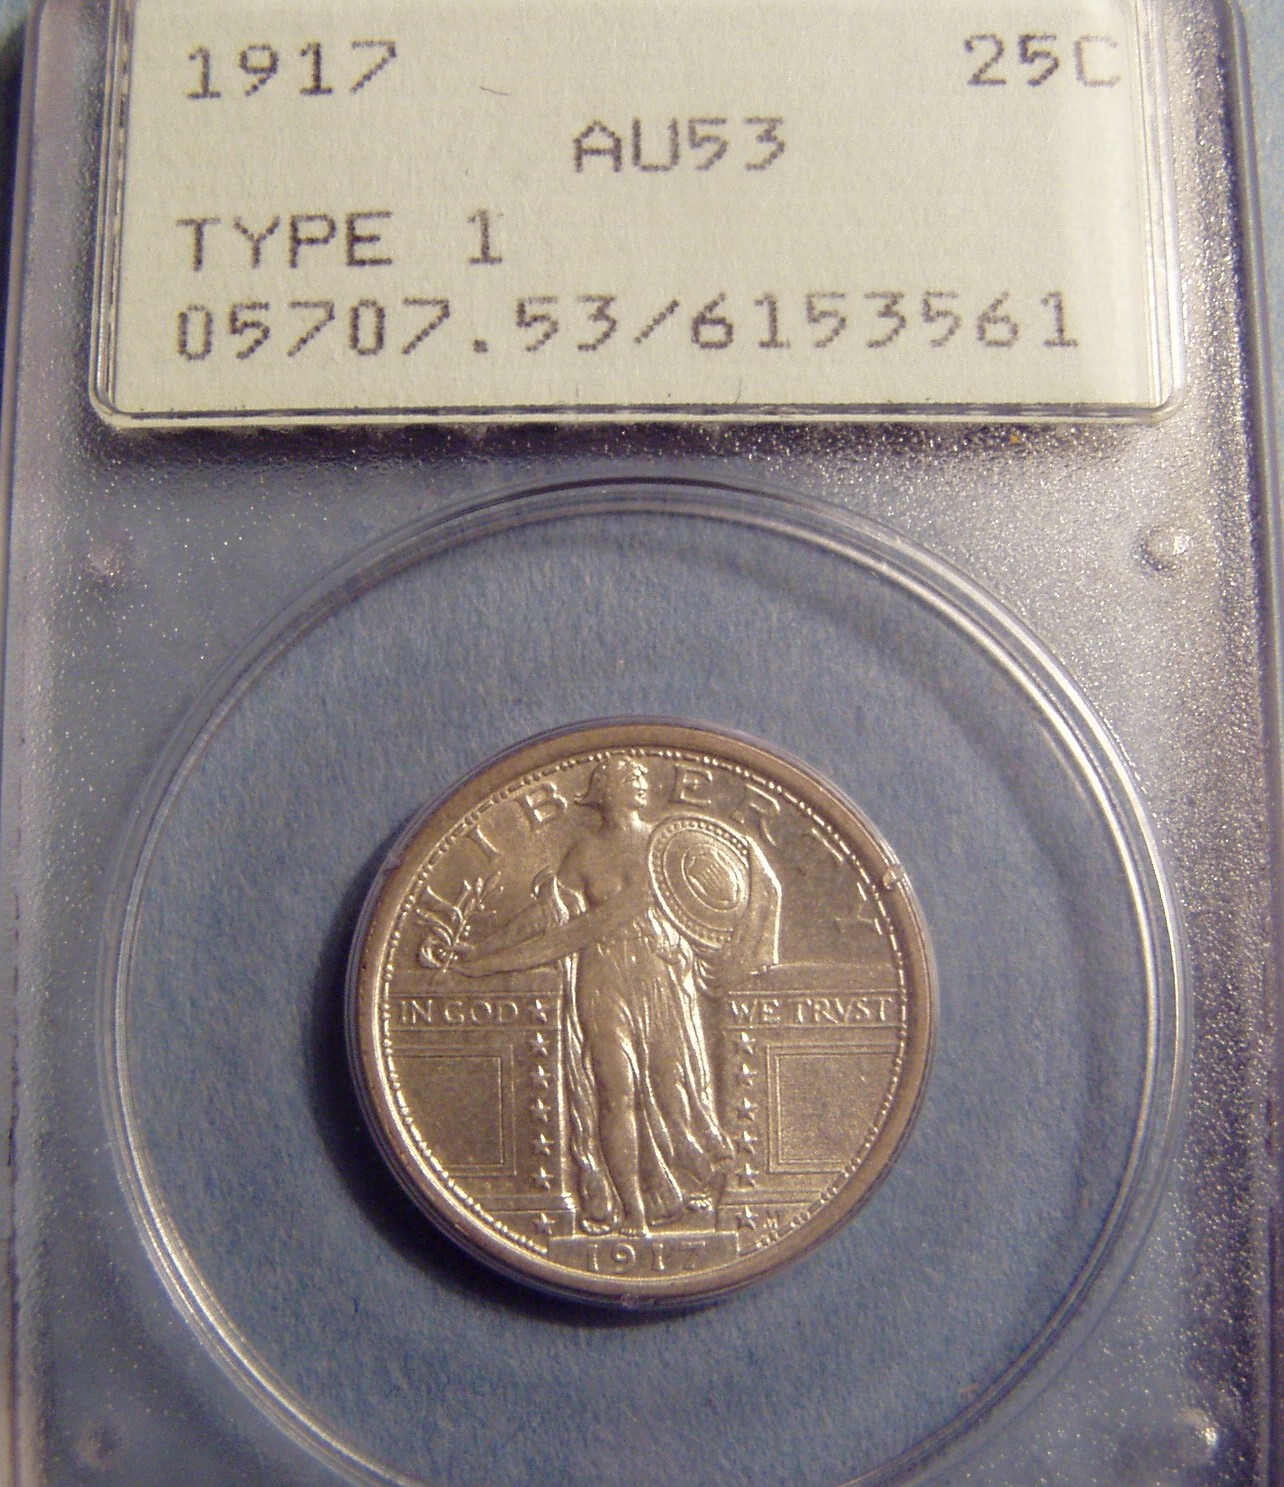 1917 25C
AU53
TYPE 1
05707.53/6153561
LIBERTY
IN GOD WE TRVST
M
1917